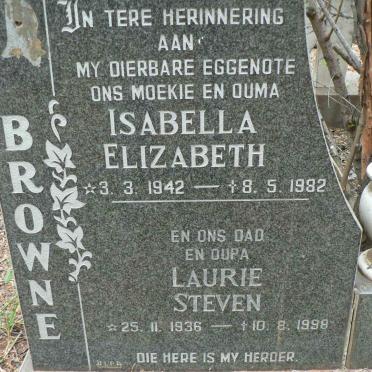 In TERE HERINNERING
AAN
MY DIERBARE EGGENOTE
ONS MOEKIE EN OUMA
ISABELLA
ELIZABETH
☆3. 3. 1942 — †8. 5. 1982
EN ONS DAD
EN OUPA
LAURIE
STEVEN
☆25. 11. 1936 — †10. 8. 1998
DIE HERE IS MY HERDER.
BROWNE